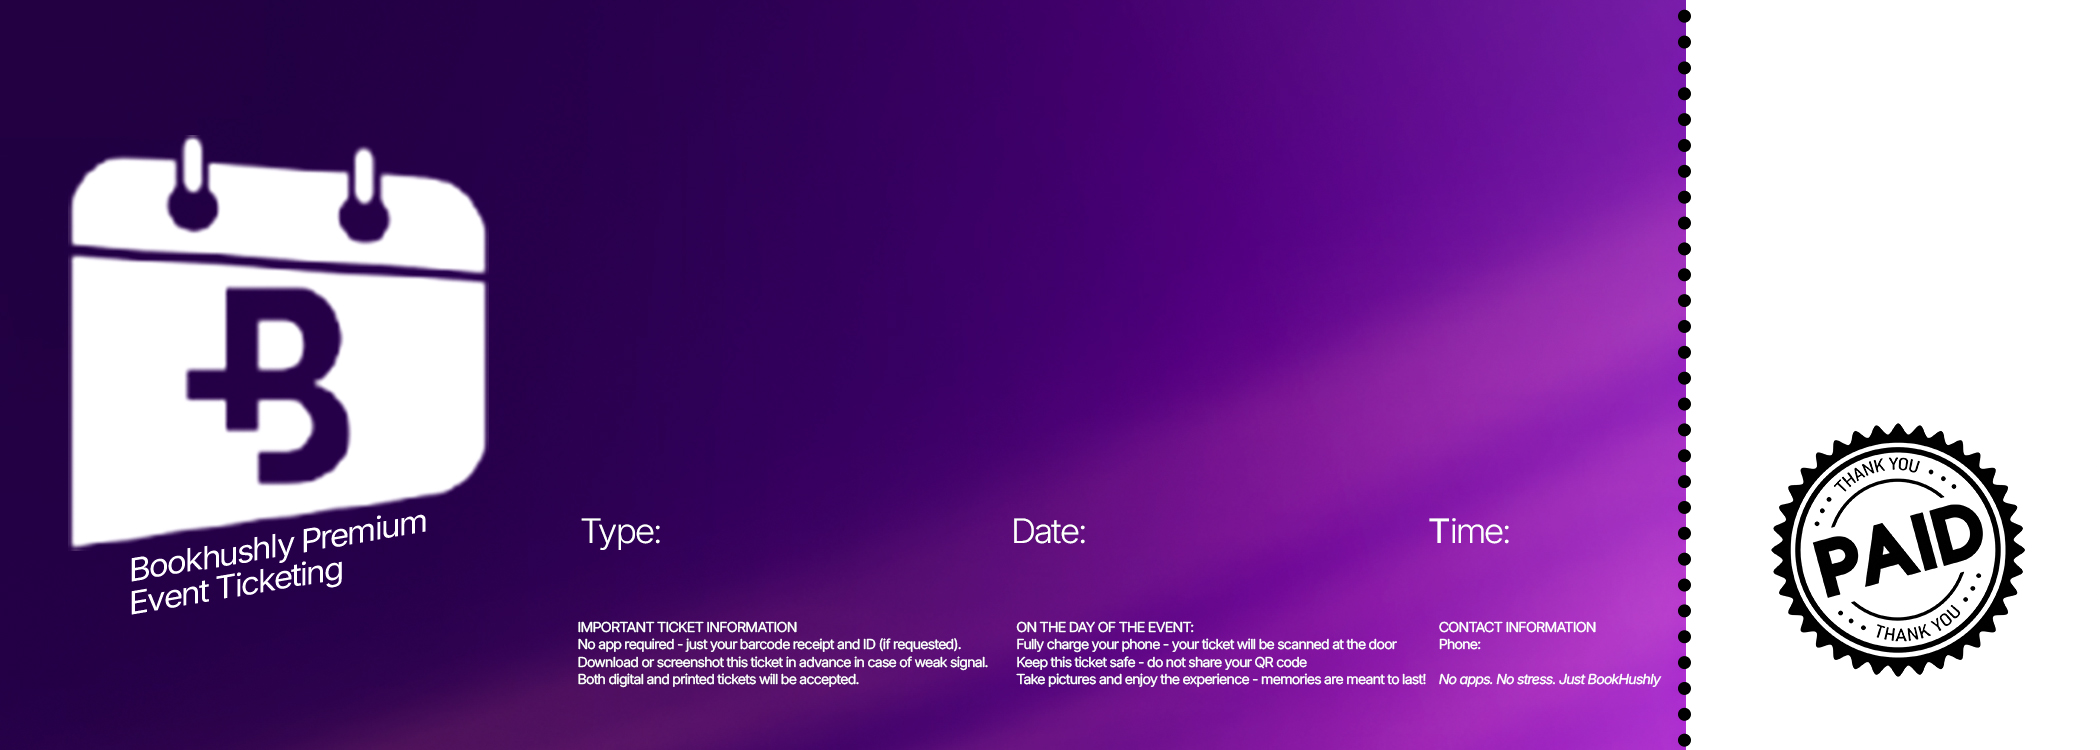 B
Bookhushly Premium
Event Ticketing
Type:
Date:
Time:
IMPORTANT TICKET INFORMATION
No app required - just your barcode receipt and ID (if requested).
Download or screenshot this ticket in advance in case of weak signal.
Both digital and printed tickets will be accepted.
ON THE DAY OF THE EVENT:
Fully charge your phone - your ticket will be scanned at the door
Keep this ticket safe - do not share your QR code
Take pictures and enjoy the experience - memories are meant to last!
CONTACT INFORMATION
Phone:
No apps. No stress. Just BookHushly
THANK YOU
PAID
THANK YOU